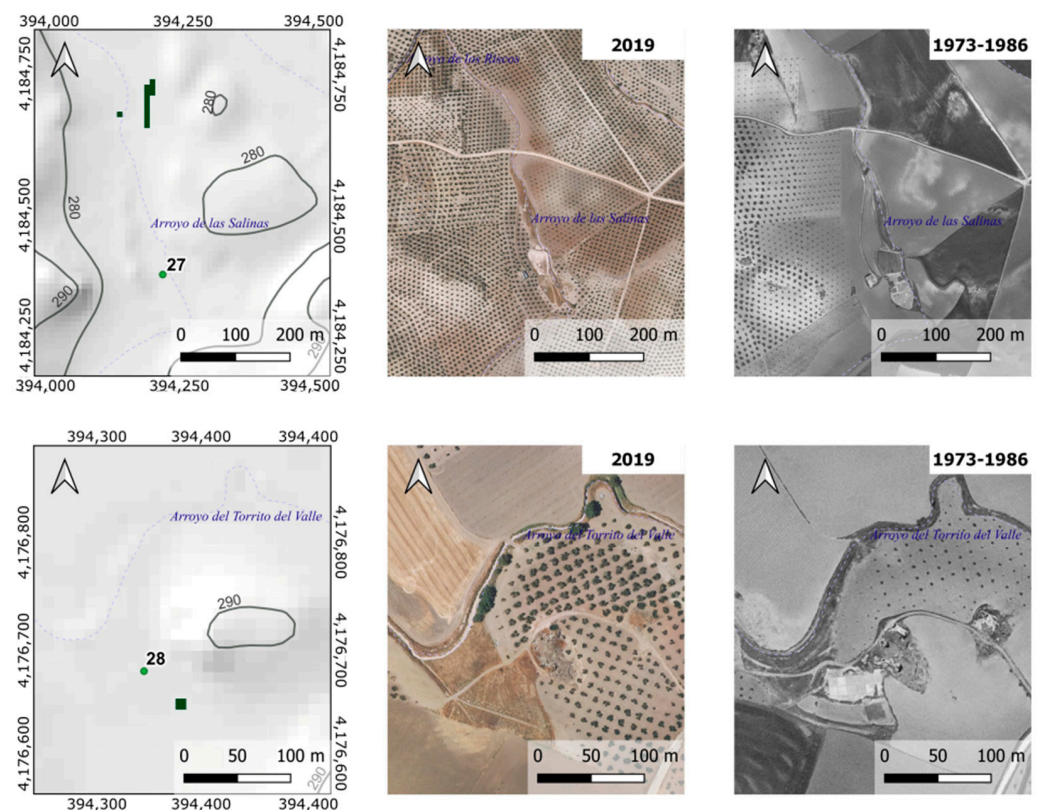 394,000 394,250 394,500
4,184,750
4,184,500
4,184,250
4,184,750
4,184,500
4,184,250
280
280
280
290
290
Arroyo de las Salinas
27
0 100 200 m
394,000 394,250 394,500
2019
Arroyo de los Riscos
Arroyo de las Salinas
0 100 200 m
1973-1986
Arroyo de las Salinas
0 100 200 m
394,300 394,400 394,400
4,176,800
4,176,700
4,176,600
4,176,800
4,176,700
4,176,600
Arroyo del Torrito del Valle
290
28
290
0 50 100 m
394,300 394,400 394,400
2019
Arroyo del Torrito del Valle
0 50 100 m
1973-1986
Arroyo del Torrito del Valle
0 50 100 m